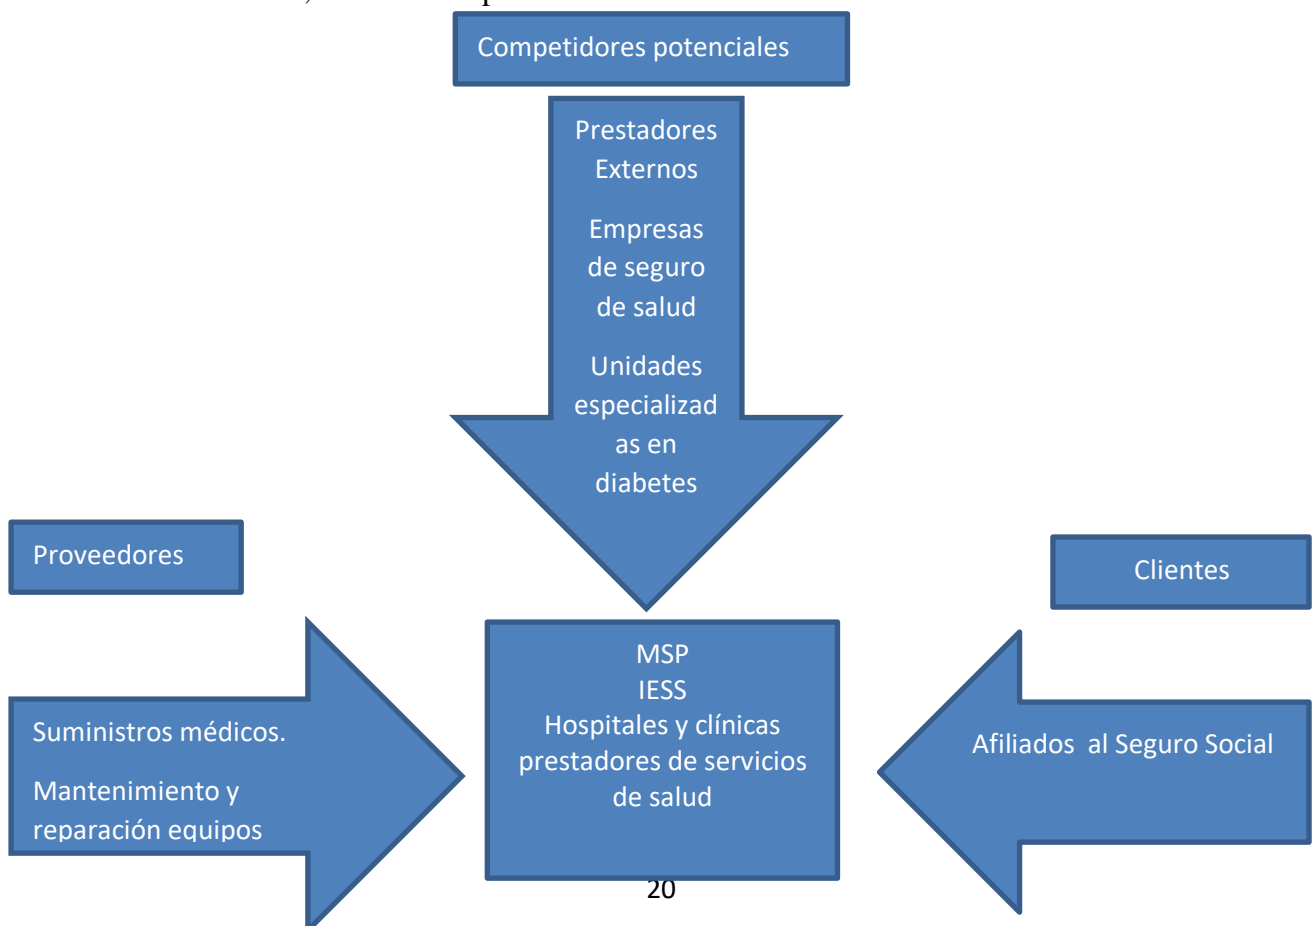 Competidores potenciales
Prestadores
Externos
Empresas
de seguro
de salud
Unidades
especializad
as en
diabetes
Proveedores
Clientes
Suministros médicos.
Mantenimiento y
reparación equipos
MSP
IESS
Hospitales y clínicas
prestadores de servicios
de salud
Afiliados al Seguro Social
20